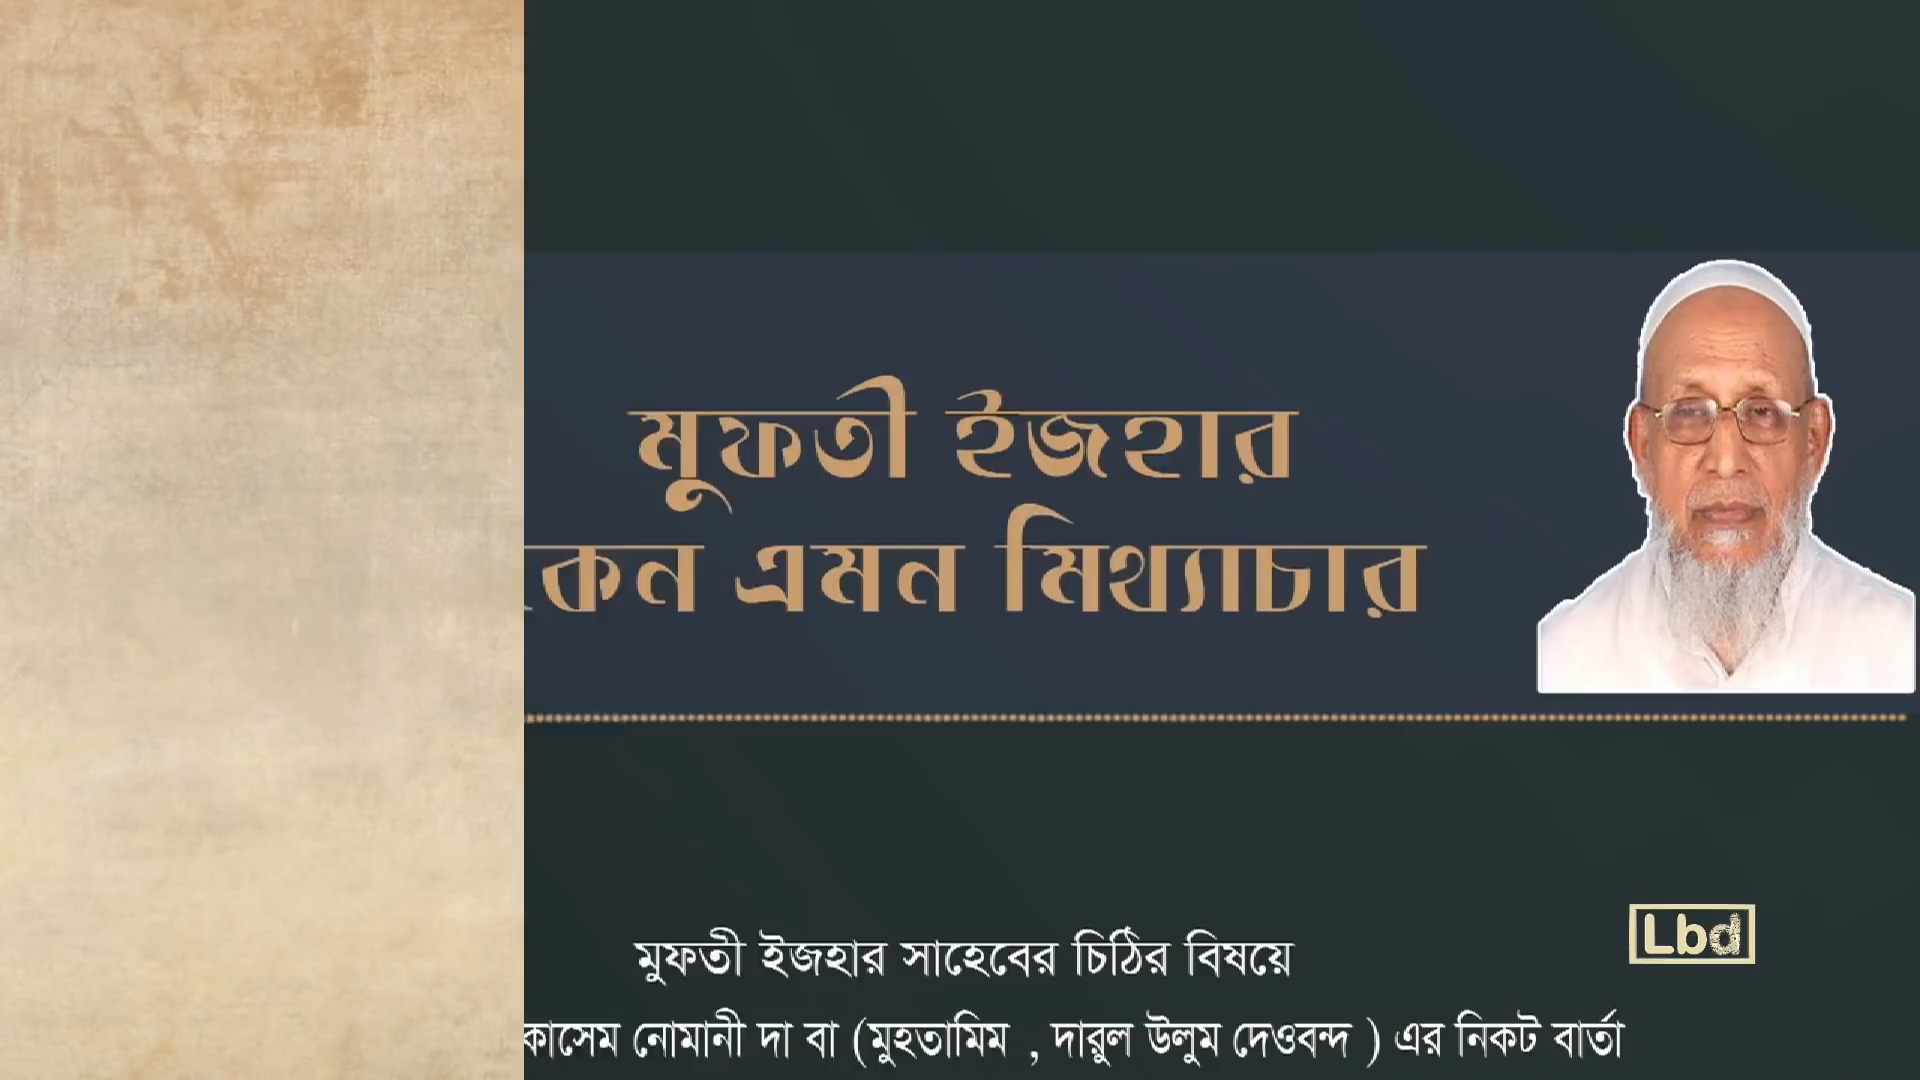 মুফতী ইজহার
কেন এমন মিথ্যাচার
Lbd
মুফতী ইজহার সাহেবের চিঠির বিষয়ে
কাসেম নোমানী দা বা (মুহতামিম , দারুল উলুম দেওবন্দ ) এর নিকট বার্তা